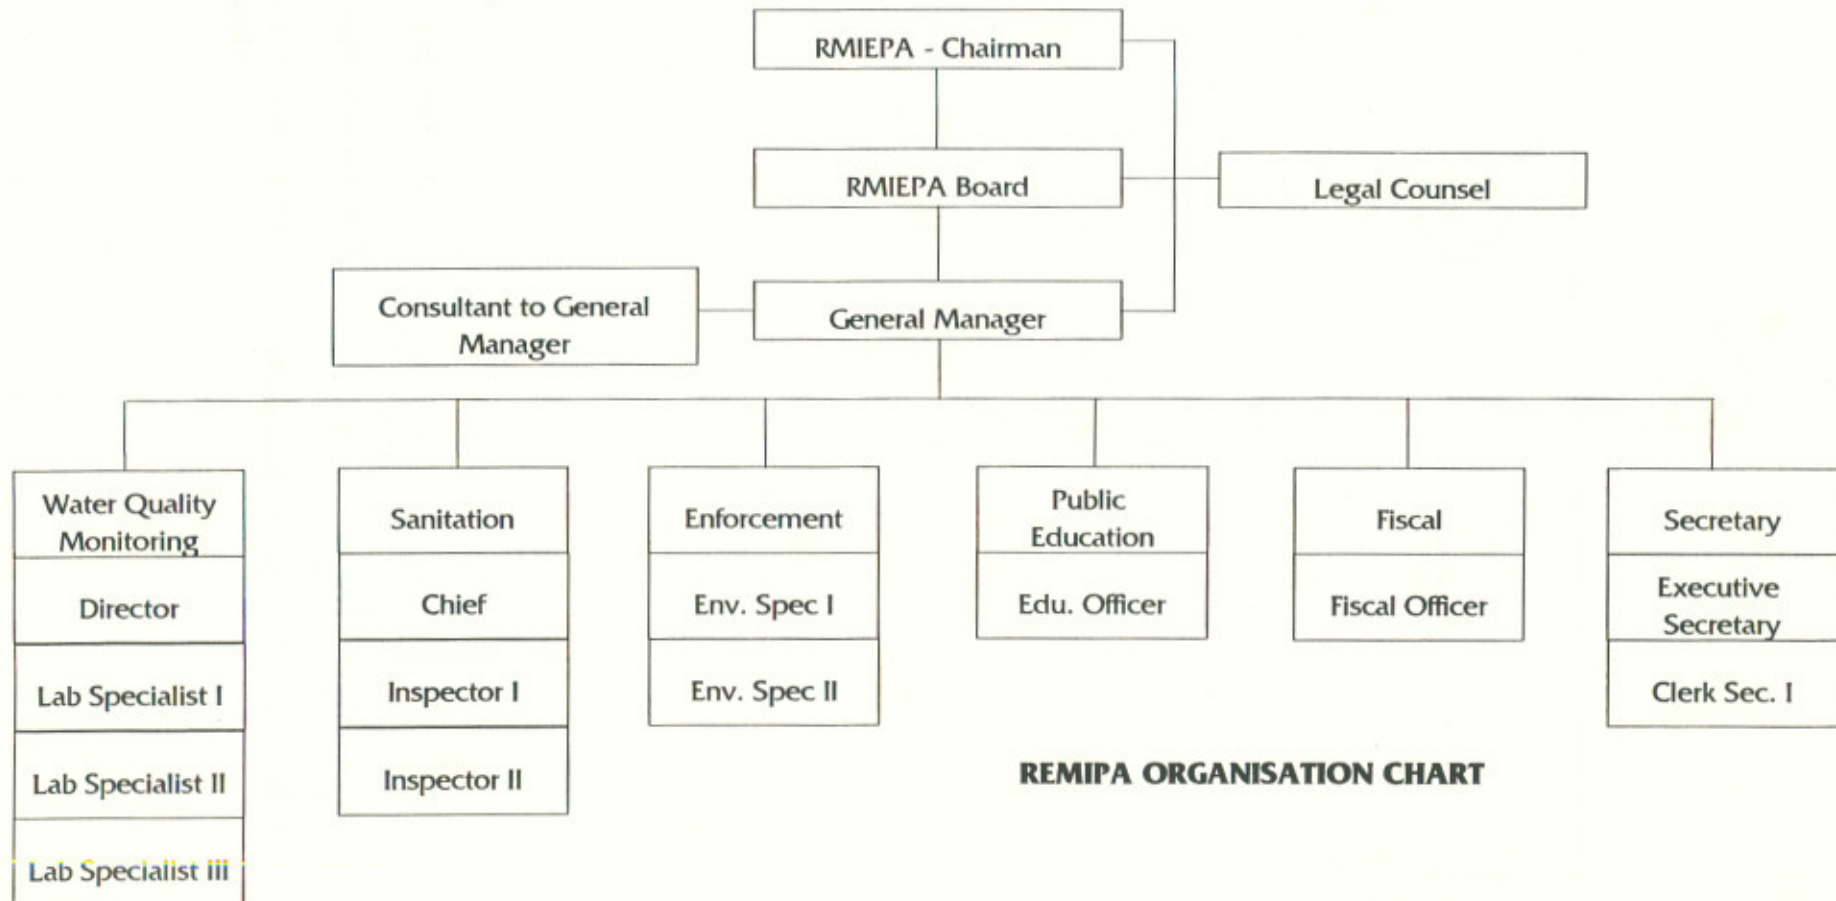 RMIEPA - Chairman
RMIEPA Board
Legal Counsel
Consultant to General
Manager
General Manager
Water Quality
Monitoring
Director
Lab Specialist I
Lab Specialist II
Lab Specialist iii
Sanitation
Chief
Inspector I
Inspector II
Enforcement
Env. Spec I
Env. Spec II
Public
Education
Edu. Officer
Fiscal
Fiscal Officer
Secretary
Executive
Secretary
Clerk Sec. I
REMIPA ORGANISATION CHART